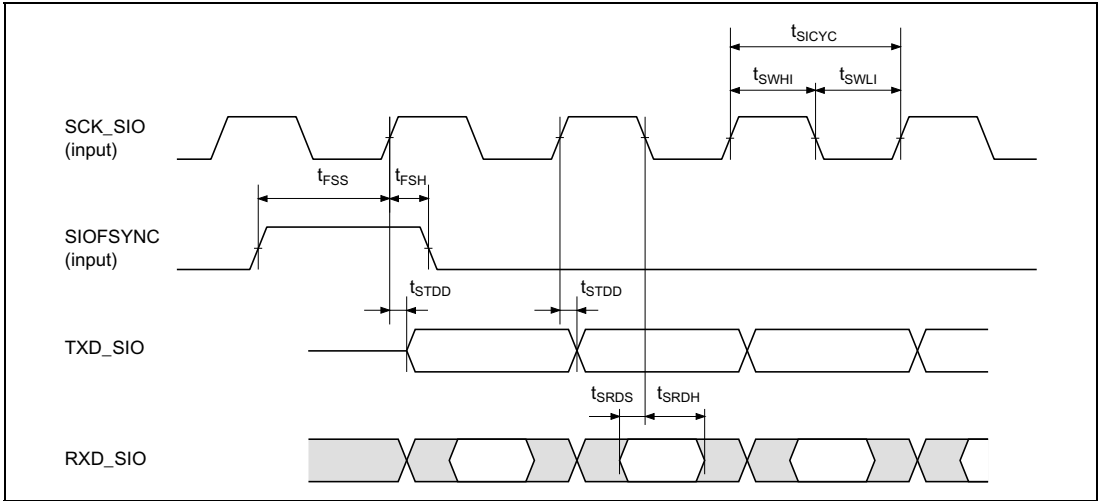 tSICYC
tSWHI tSWLI
SCK_SIO
(input)
tFSS tFSH
SIOFSYNC
(input)
tSTDD tSTDD
TXD_SIO
tSRDS tSRDH
RXD_SIO